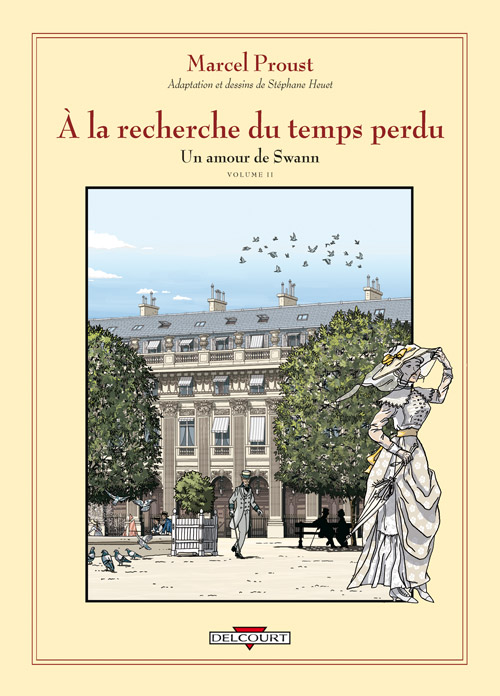 Marcel Proust
Adaptation et dessins de Stéphane Heuet
À la recherche du temps perdu
Un amour de Swann
VOLUME II
DELCOURT